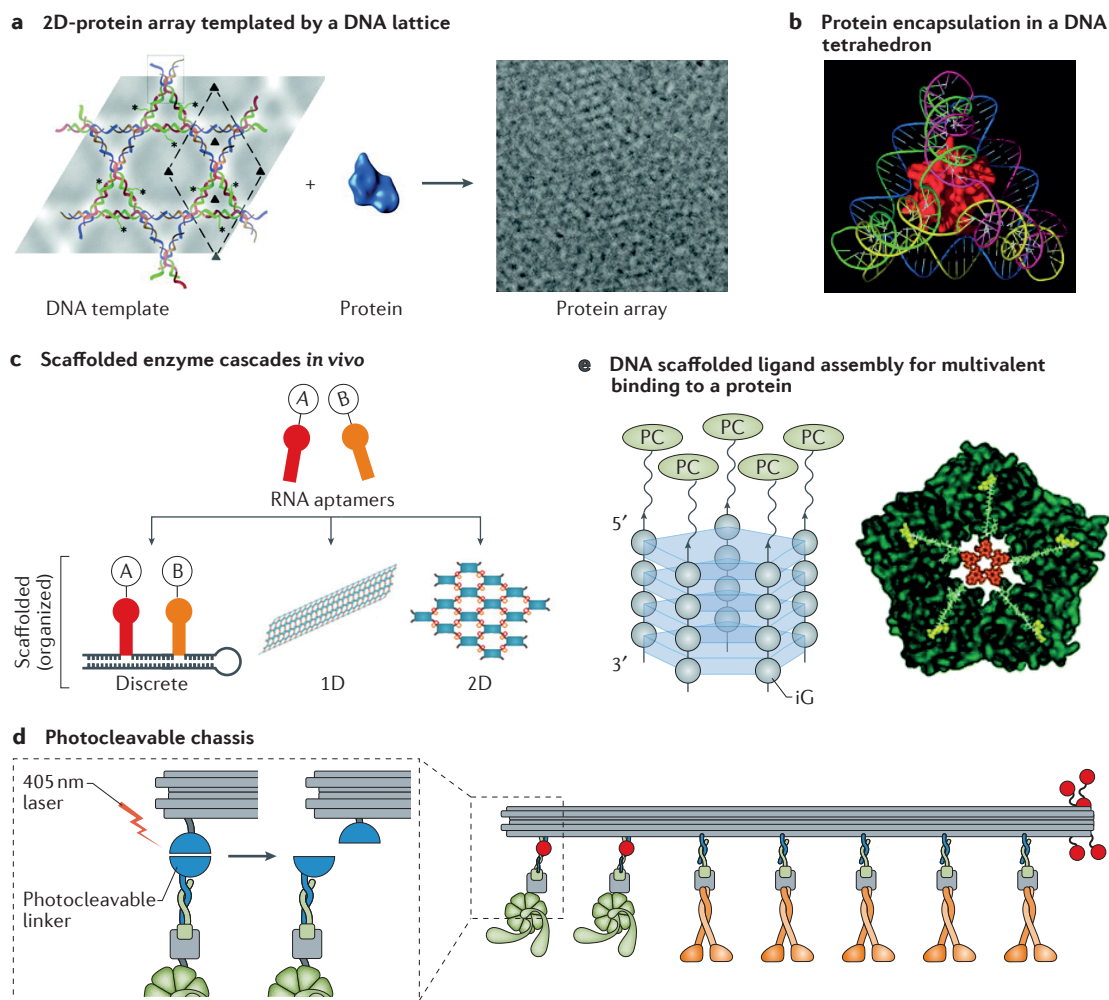 a 2D-protein array templated by a DNA lattice
b Protein encapsulation in a DNA
tetrahedron
*
*
*
*
*
*
*
*
*
+
DNA template
Protein
Protein array
c Scaffolded enzyme cascades in vivo
A
B
RNA aptamers
Scaffolded
(organized)
A
B
Discrete
1D
2D
e DNA scaffolded ligand assembly for multivalent
binding to a protein
PC
PC
PC
PC
PC
5′
3′
iG
d Photocleavable chassis
405 nm
laser
Photocleavable
linker